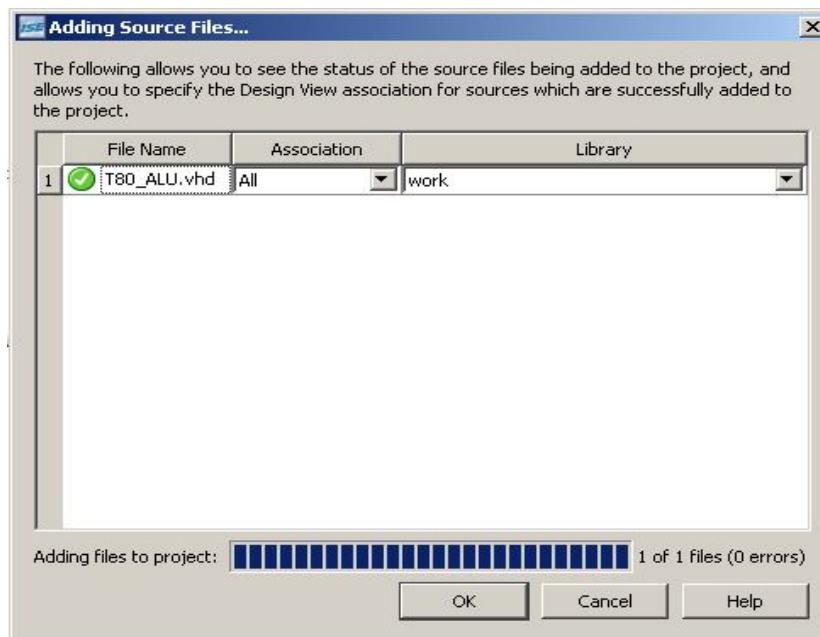 ISE Adding Source Files...
The following allows you to see the status of the source files being added to the project, and
allows you to specify the Design View association for sources which are successfully added to
the project.
File Name Association Library
1 T80_ALU.vhd All work
Adding files to project: 1 of 1 files (0 errors)
OK Cancel Help